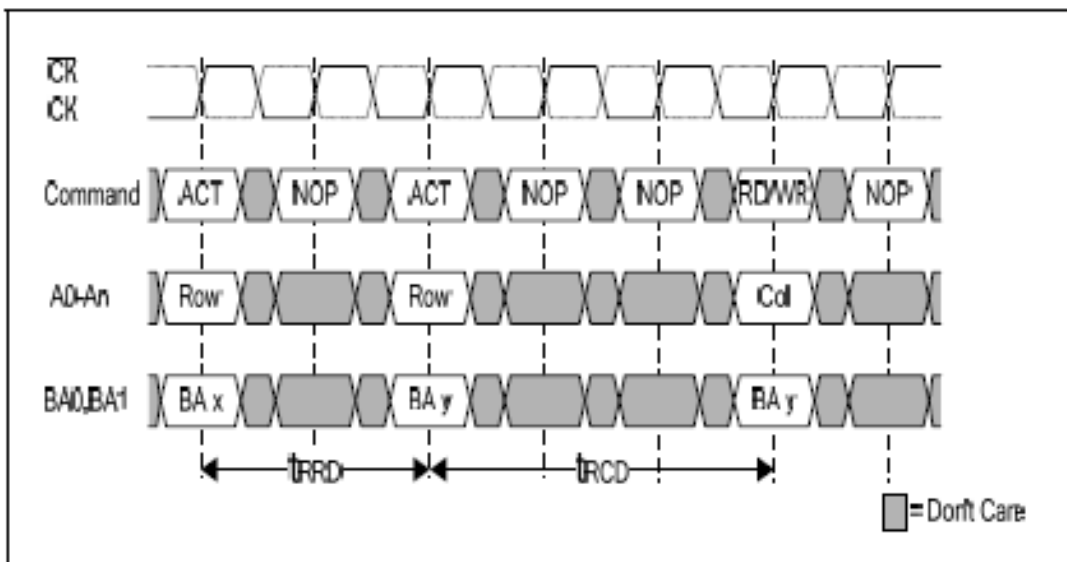 CK
CK
Command ACT NOP ACT NOP NOP RD/WR NOP
A0-An Row Row Col
BA0,BA1 BA x BA y BA y
tRRD tRCD
= Don't Care